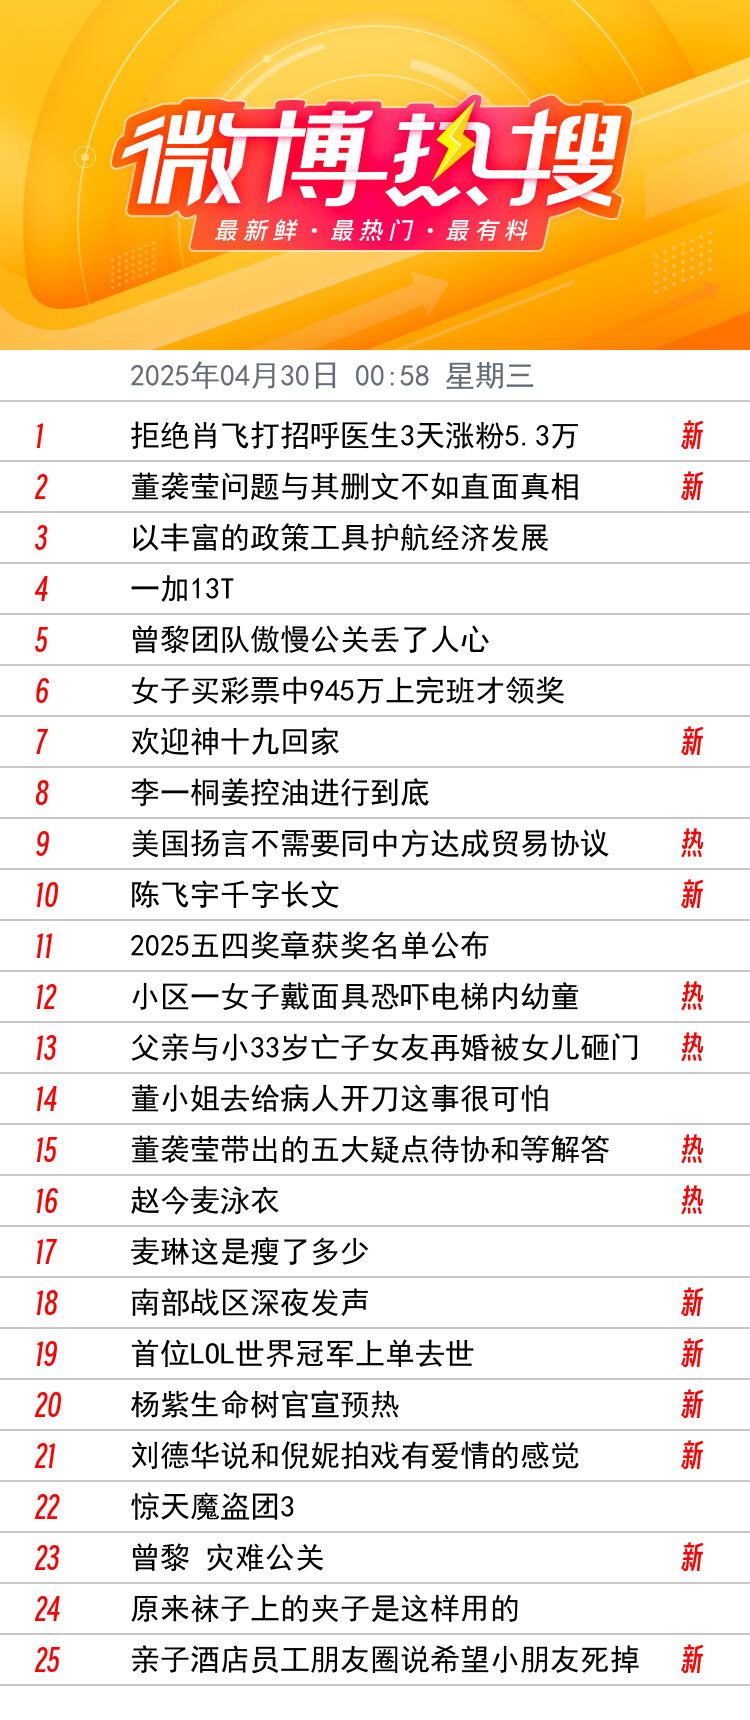 微博热搜
最新鲜·最热门·最有料
2025年04月30日 00:58 星期三
1 拒绝肖飞打招呼医生3天涨粉5.3万 新
2 董袭莹问题与其删文不如直面真相 新
3 以丰富的政策工具护航经济发展
4 一加13T
5 曾黎团队傲慢公关丢了人心
6 女子买彩票中945万上完班才领奖
7 欢迎神十九回家 新
8 李一桐姜控油进行到底
9 美国扬言不需要同中方达成贸易协议 热
10 陈飞宇千字长文 新
11 2025五四奖章获奖名单公布
12 小区一女子戴面具恐吓电梯内幼童 热
13 父亲与小33岁亡子女友再婚被女儿砸门 热
14 董小姐去给病人开刀这事很可怕
15 董袭莹带出的五大疑点待协和等解答 热
16 赵今麦泳衣 热
17 麦琳这是瘦了多少
18 南部战区深夜发声 新
19 首位LOL世界冠军上单去世 新
20 杨紫生命树官宣预热 新
21 刘德华说和倪妮拍戏有爱情的感觉 新
22 惊天魔盗团3
23 曾黎 灾难公关 新
24 原来袜子上的夹子是这样用的
25 亲子酒店员工朋友圈说希望小朋友死掉 新